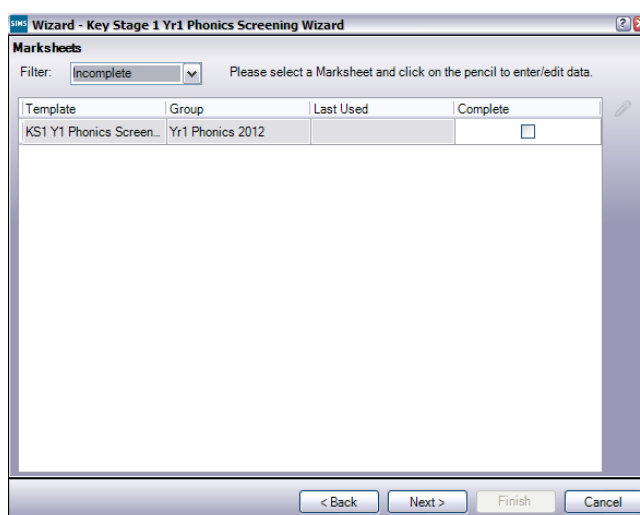 SIMS Wizard - Key Stage 1 Yr1 Phonics Screening Wizard ?
Marksheets
Filter: Incomplete Please select a Marksheet and click on the pencil to enter/edit data.
Template Group Last Used Complete
KS1 Y1 Phonics Screen... Yr1 Phonics 2012
< Back Next > Finish Cancel